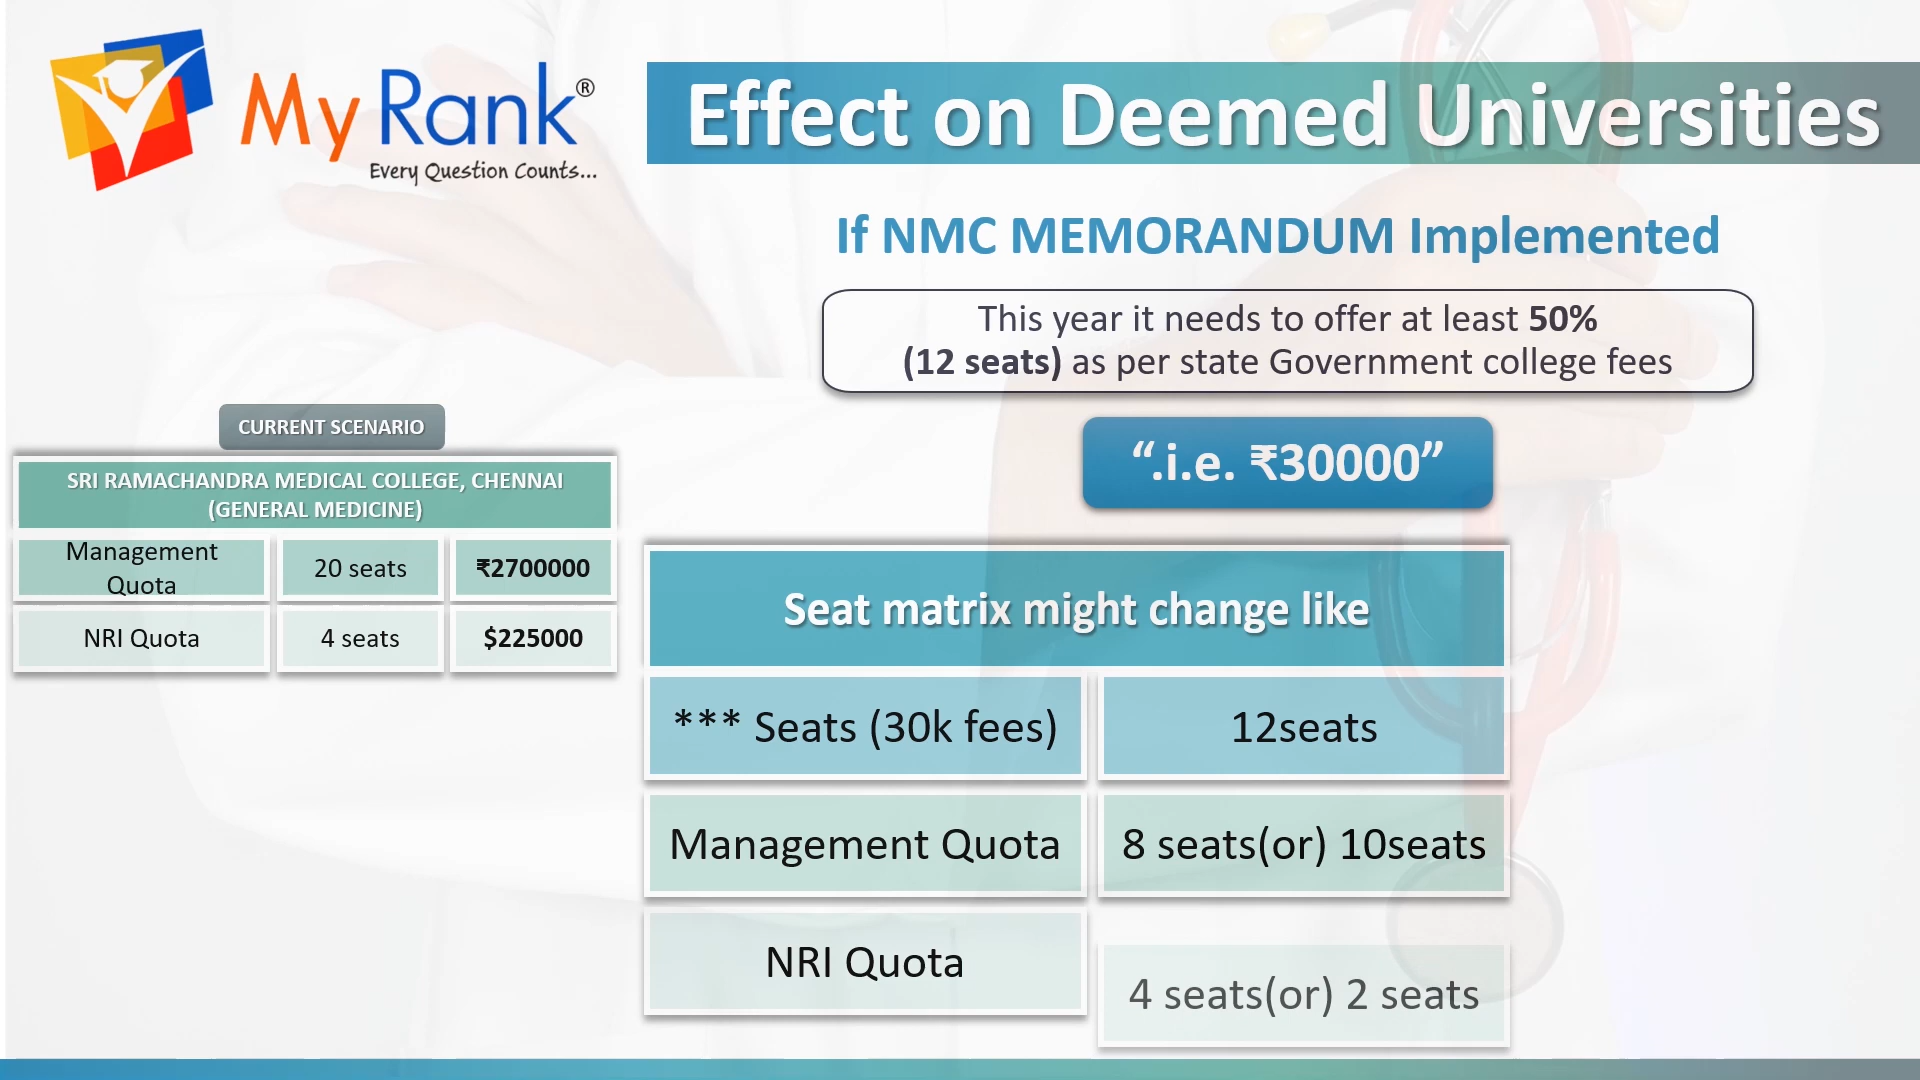 My Rank®
Every Question Counts...
Effect on Deemed Universities
If NMC MEMORANDUM Implemented
This year it needs to offer at least 50%
(12 seats) as per state Government college fees
“.i.e. ₹30000”
CURRENT SCENARIO
SRI RAMACHANDRA MEDICAL COLLEGE, CHENNAI
(GENERAL MEDICINE)
Management
Quota
20 seats
₹2700000
NRI Quota
4 seats
$225000
Seat matrix might change like
*** Seats (30k fees)
12seats
Management Quota
8 seats(or) 10seats
NRI Quota
4 seats(or) 2 seats